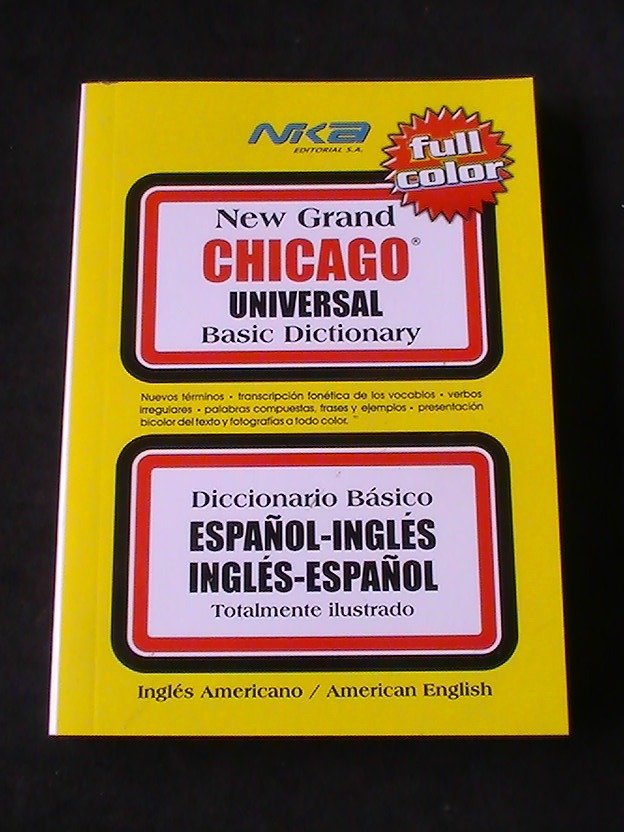 NKA
EDITORIAL S.A.
full
color
New Grand
CHICAGO®
UNIVERSAL
Basic Dictionary
Nuevos términos • transcripción fonética de los vocablos • verbos
irregulares • palabras compuestas, frases y ejemplos • presentación
bicolor del texto y fotografías a todo color.
Diccionario Básico
ESPAÑOL-INGLÉS
INGLÉS-ESPAÑOL
Totalmente ilustrado
Inglés Americano / American English